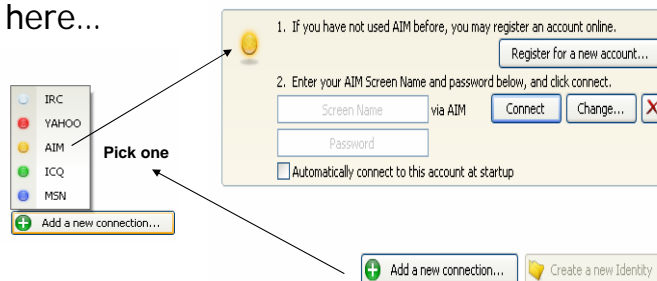 here...
1. If you have not used AIM before, you may register an account online.
Register for a new account...
2. Enter your AIM Screen Name and password below, and click connect.
Screen Name via AIM Connect Change...
Password
Automatically connect to this account at startup
IRC
YAHOO
AIM
ICQ
MSN
Pick one
Add a new connection...
Add a new connection... Create a new Identity